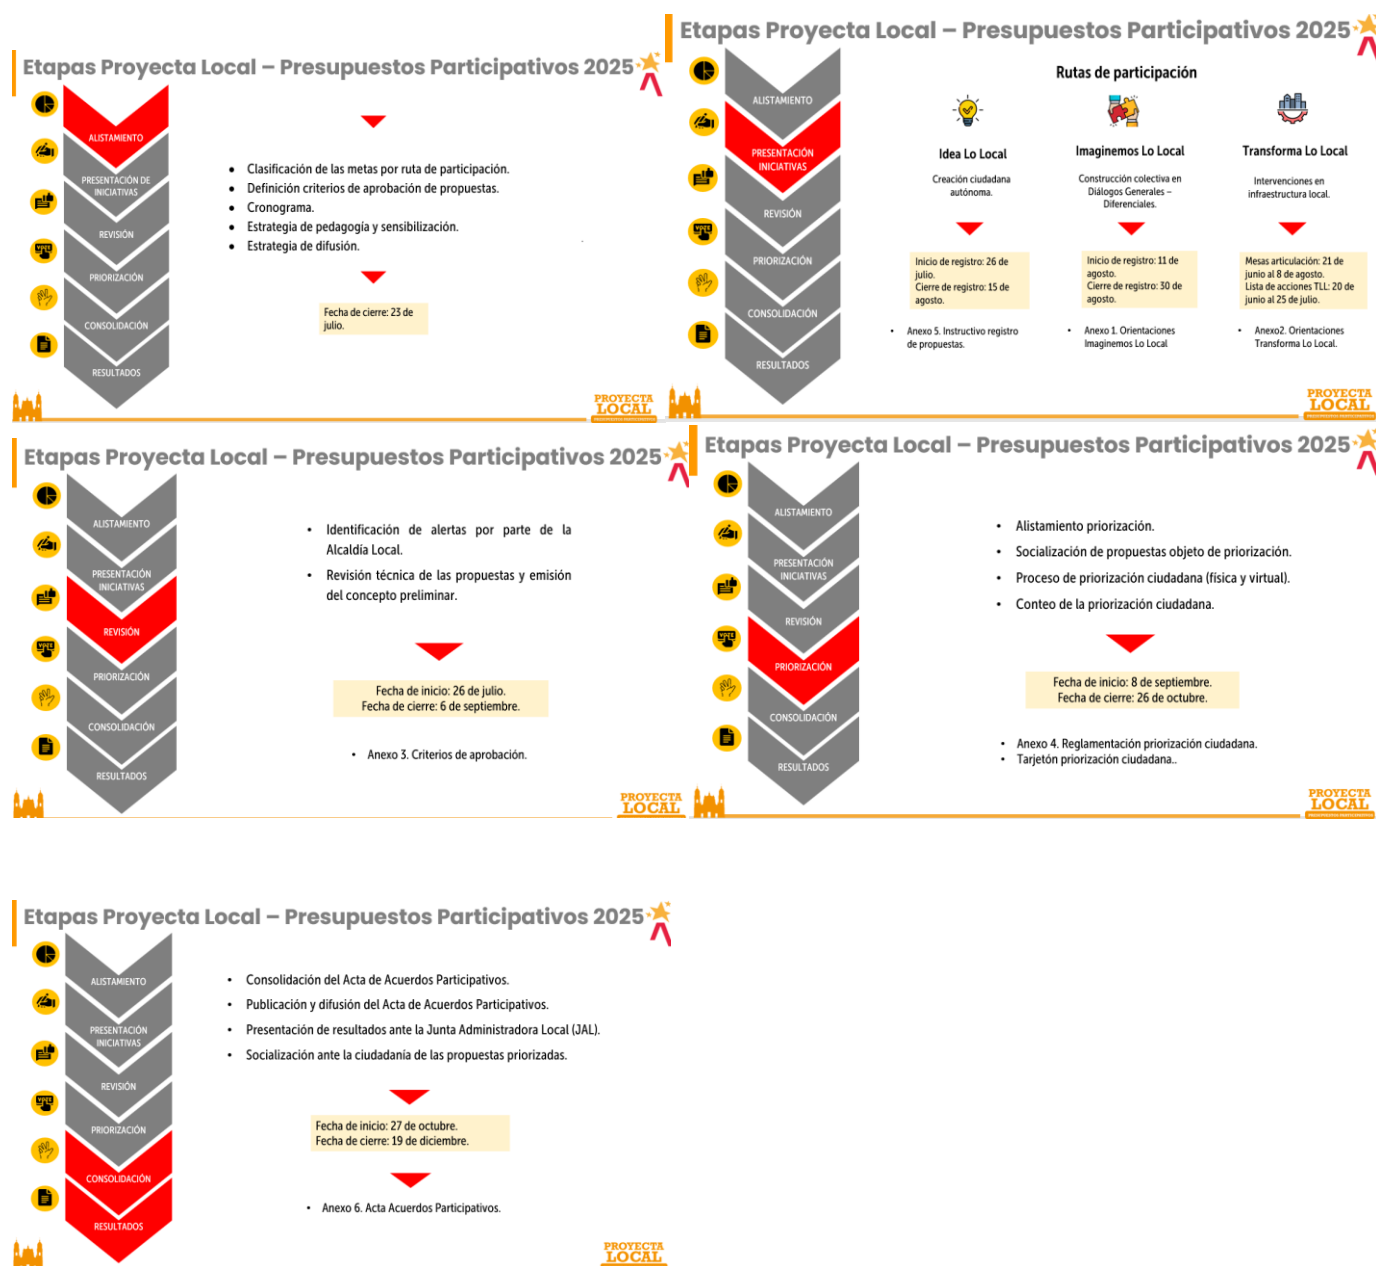 Etapas Proyecta Local – Presupuestos Participativos 2025
ALISTAMIENTO
PRESENTACIÓN DE
INICIATIVAS
REVISIÓN
PRIORIZACIÓN
CONSOLIDACIÓN
RESULTADOS
• Clasificación de las metas por ruta de participación.
• Definición criterios de aprobación de propuestas.
• Cronograma.
• Estrategia de pedagogía y sensibilización.
• Estrategia de difusión.
Fecha de cierre: 23 de
julio.
PROYECTA
LOCAL
Etapas Proyecta Local – Presupuestos Participativos 2025
ALISTAMIENTO
PRESENTACIÓN
INICIATIVAS
REVISIÓN
PRIORIZACIÓN
CONSOLIDACIÓN
RESULTADOS
Rutas de participación
Idea Lo Local
Creación ciudadana
autónoma.
Inicio de registro: 26 de
julio.
Cierre de registro: 15 de
agosto.
• Anexo 5. Instructivo registro
de propuestas.
Imaginemos Lo Local
Construcción colectiva en
Diálogos Generales –
Diferenciales.
Inicio de registro: 11 de
agosto.
Cierre de registro: 30 de
agosto.
• Anexo 1. Orientaciones
Imaginemos Lo Local
Transforma Lo Local
Intervenciones en
infraestructura local.
Mesas articulación: 21 de
junio al 8 de agosto.
Lista de acciones TLL: 20 de
junio al 25 de julio.
• Anexo2. Orientaciones
Transforma Lo Local.
PROYECTA
LOCAL
Etapas Proyecta Local – Presupuestos Participativos 2025
ALISTAMIENTO
PRESENTACIÓN
INICIATIVAS
REVISIÓN
PRIORIZACIÓN
CONSOLIDACIÓN
RESULTADOS
• Identificación de alertas por parte de la
Alcaldía Local.
• Revisión técnica de las propuestas y emisión
del concepto preliminar.
Fecha de inicio: 26 de julio.
Fecha de cierre: 6 de septiembre.
• Anexo 3. Criterios de aprobación.
PROYECTA
LOCAL
Etapas Proyecta Local – Presupuestos Participativos 2025
VOTE
ALISTAMIENTO
PRESENTACIÓN
INICIATIVAS
REVISIÓN
PRIORIZACIÓN
CONSOLIDACIÓN
RESULTADOS
• Alistamiento priorización.
• Socialización de propuestas objeto de priorización.
• Proceso de priorización ciudadana (física y virtual).
• Conteo de la priorización ciudadana.
Fecha de inicio: 8 de septiembre.
Fecha de cierre: 26 de octubre.
• Anexo 4. Reglamentación priorización ciudadana.
• Tarjetón priorización ciudadana..
PROYECTA
LOCAL
Etapas Proyecta Local – Presupuestos Participativos 2025
ALISTAMIENTO
PRESENTACIÓN
INICIATIVAS
REVISIÓN
PRIORIZACIÓN
CONSOLIDACIÓN
RESULTADOS
• Consolidación del Acta de Acuerdos Participativos.
• Publicación y difusión del Acta de Acuerdos Participativos.
• Presentación de resultados ante la Junta Administradora Local (JAL).
• Socialización ante la ciudadanía de las propuestas priorizadas.
Fecha de inicio: 27 de octubre.
Fecha de cierre: 19 de diciembre.
• Anexo 6. Acta Acuerdos Participativos.
PROYECTA
LOCAL